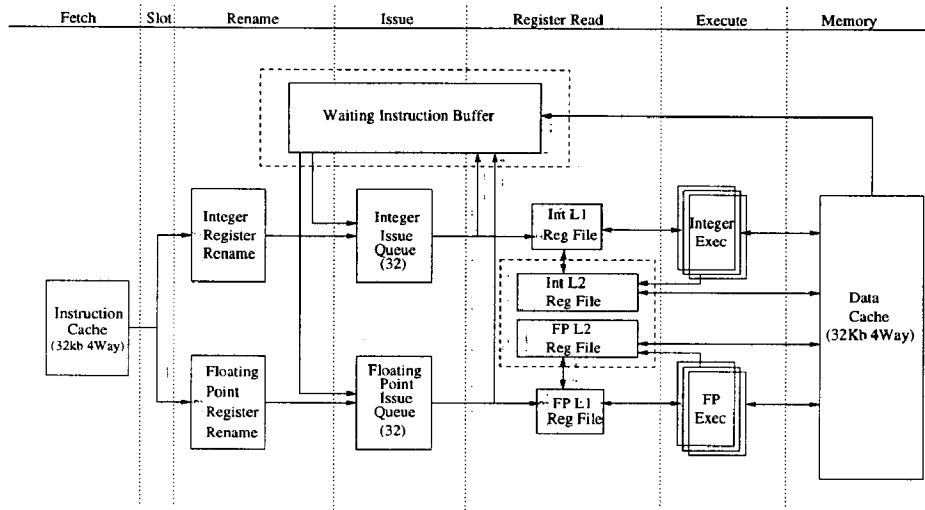 Fetch Slot Rename Issue Register Read Execute Memory
Waiting Instruction Buffer
Integer
Register
Rename
Integer
Issue
Queue
(32)
Int L1
Reg File
Integer
Exec
Int L2
Reg File
FP L2
Reg File
Instruction
Cache
(32kb 4Way)
Data
Cache
(32Kb 4Way)
Floating
Point
Register
Rename
Floating
Point
Issue
Queue
(32)
FP L1
Reg File
FP
Exec